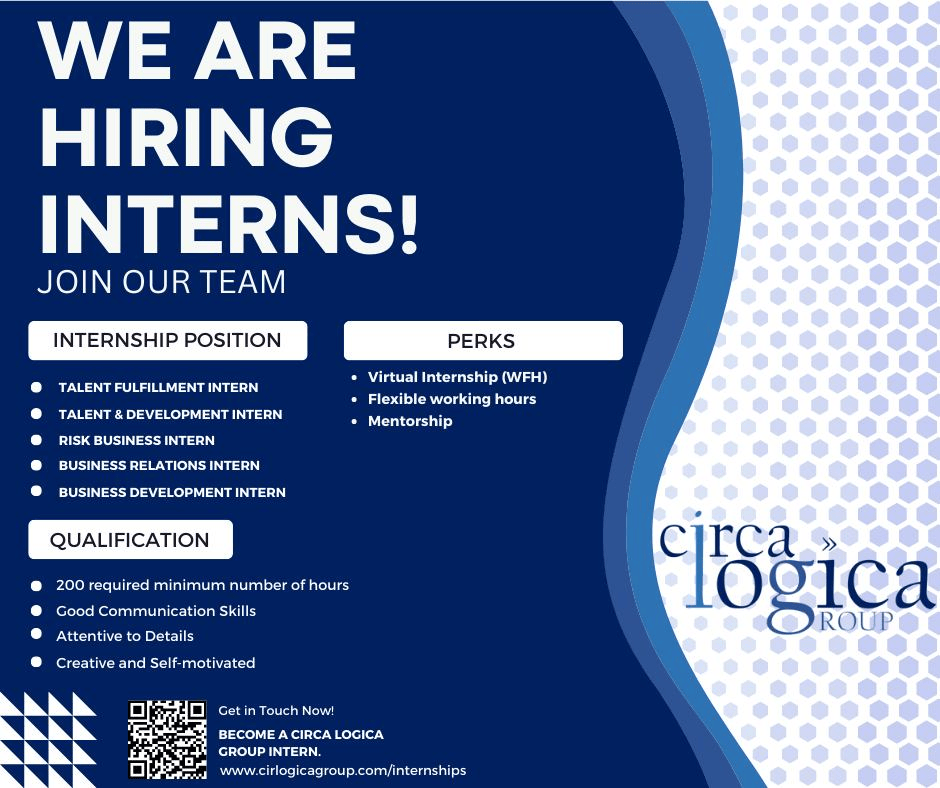 WE ARE
HIRING
INTERNS!
JOIN OUR TEAM
INTERNSHIP POSITION
TALENT FULFILLMENT INTERN
TALENT & DEVELOPMENT INTERN
RISK BUSINESS INTERN
BUSINESS RELATIONS INTERN
BUSINESS DEVELOPMENT INTERN
PERKS
Virtual Internship (WFH)
Flexible working hours
Mentorship
QUALIFICATION
200 required minimum number of hours
Good Communication Skills
Attentive to Details
Creative and Self-motivated
circa
logica
GROUP
Get in Touch Now!
BECOME A CIRCA LOGICA
GROUP INTERN.
www.cirlogicagroup.com/internships